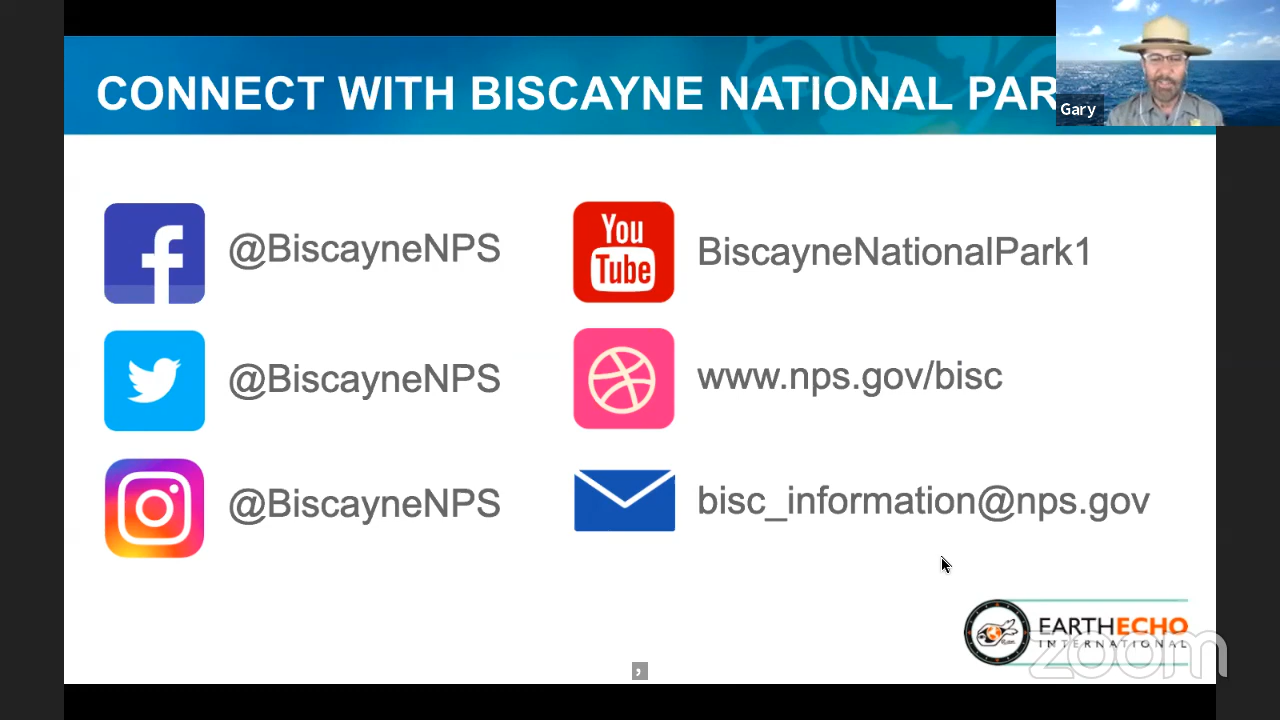 CONNECT WITH BISCAYNE NATIONAL PAR
Gary
@BiscayneNPS
@BiscayneNPS
@BiscayneNPS
You
Tube
BiscayneNationalPark1
www.nps.gov/bisc
bisc_information@nps.gov
EARTHECHO
INTERNATIONAL
zoom
,